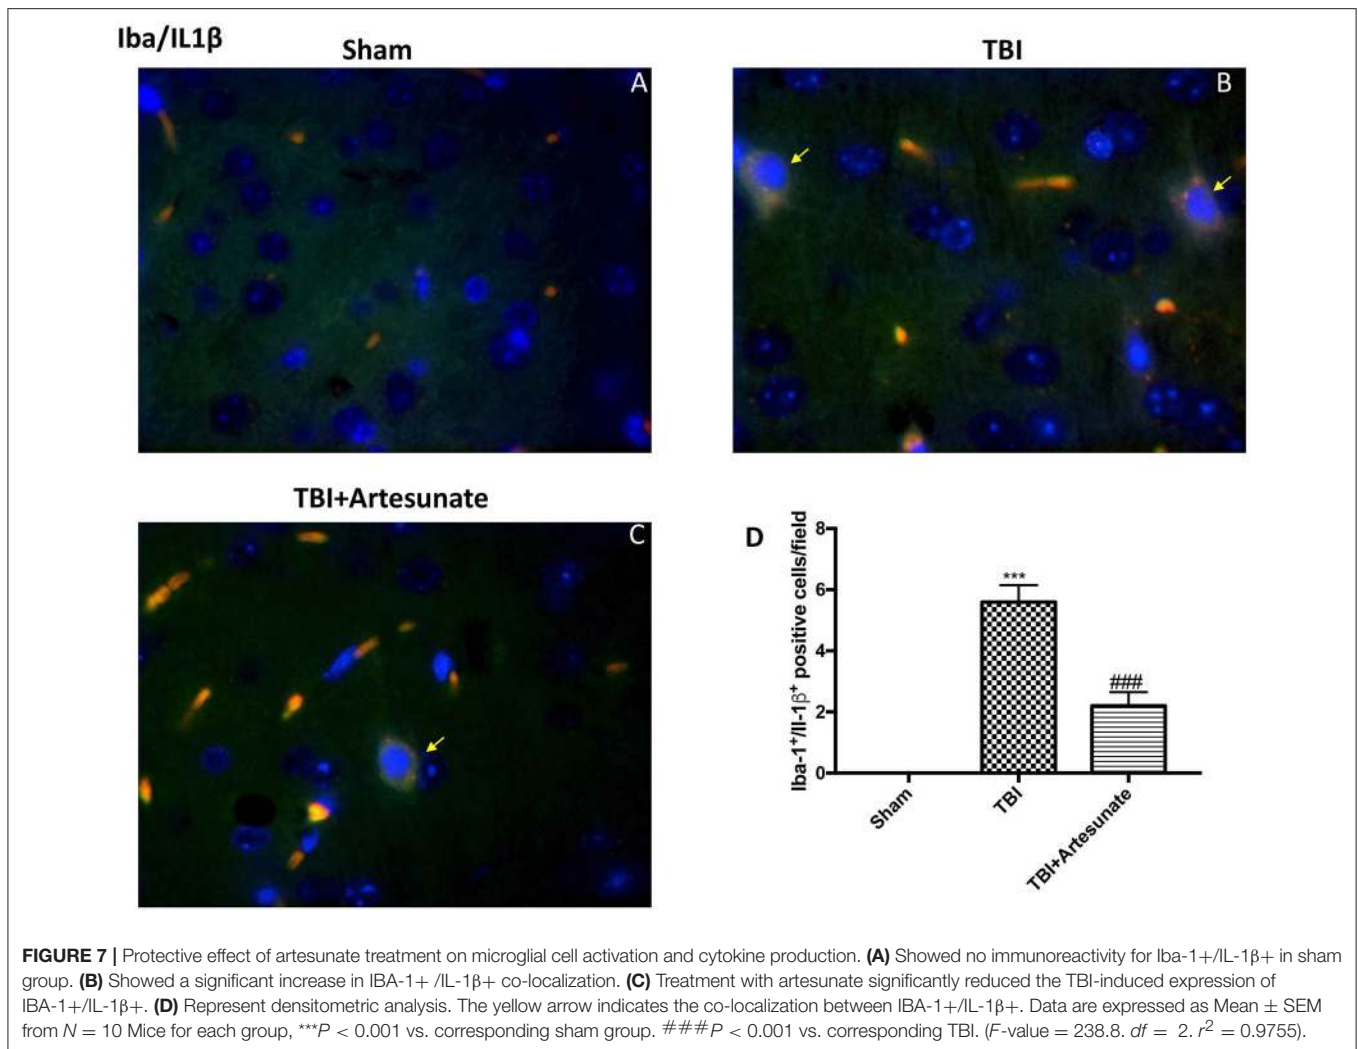 Iba/IL1β
Sham
TBI
A
B
TBI+Artesunate
C
D
Iba-1⁺/Il-1β⁺ positive cells/field
8
6
4
2
0
***
###
Sham
TBI
TBI+Artesunate
FIGURE 7 | Protective effect of artesunate treatment on microglial cell activation and cytokine production. (A) Showed no immunoreactivity for Iba-1+/IL-1β+ in sham
group. (B) Showed a significant increase in IBA-1+ /IL-1β+ co-localization. (C) Treatment with artesunate significantly reduced the TBI-induced expression of
IBA-1+/IL-1β+. (D) Represent densitometric analysis. The yellow arrow indicates the co-localization between IBA-1+/IL-1β+. Data are expressed as Mean ± SEM
from N = 10 Mice for each group, ***P < 0.001 vs. corresponding sham group. ###P < 0.001 vs. corresponding TBI. (F-value = 238.8. df = 2. r² = 0.9755).